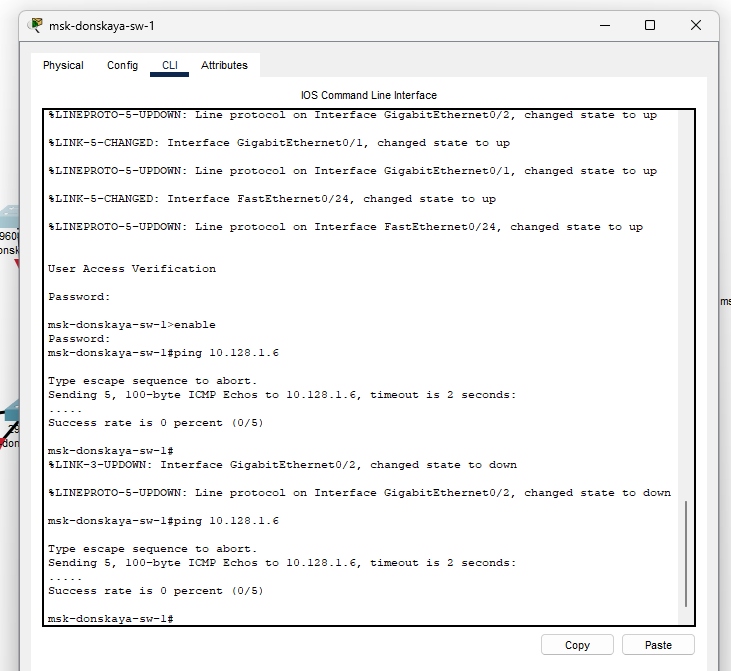 msk-donskaya-sw-1
Physical Config CLI Attributes
IOS Command Line Interface
%LINEPROTO-5-UPDOWN: Line protocol on Interface GigabitEthernet0/2, changed state to up
%LINK-5-CHANGED: Interface GigabitEthernet0/1, changed state to up
%LINEPROTO-5-UPDOWN: Line protocol on Interface GigabitEthernet0/1, changed state to up
%LINK-5-CHANGED: Interface FastEthernet0/24, changed state to up
%LINEPROTO-5-UPDOWN: Line protocol on Interface FastEthernet0/24, changed state to up
User Access Verification
Password:
msk-donskaya-sw-1>enable
Password:
msk-donskaya-sw-1#ping 10.128.1.6
Type escape sequence to abort.
Sending 5, 100-byte ICMP Echos to 10.128.1.6, timeout is 2 seconds:
.....
Success rate is 0 percent (0/5)
msk-donskaya-sw-1#
%LINK-3-UPDOWN: Interface GigabitEthernet0/2, changed state to down
%LINEPROTO-5-UPDOWN: Line protocol on Interface GigabitEthernet0/2, changed state to down
msk-donskaya-sw-1#ping 10.128.1.6
Type escape sequence to abort.
Sending 5, 100-byte ICMP Echos to 10.128.1.6, timeout is 2 seconds:
.....
Success rate is 0 percent (0/5)
msk-donskaya-sw-1#
Copy Paste